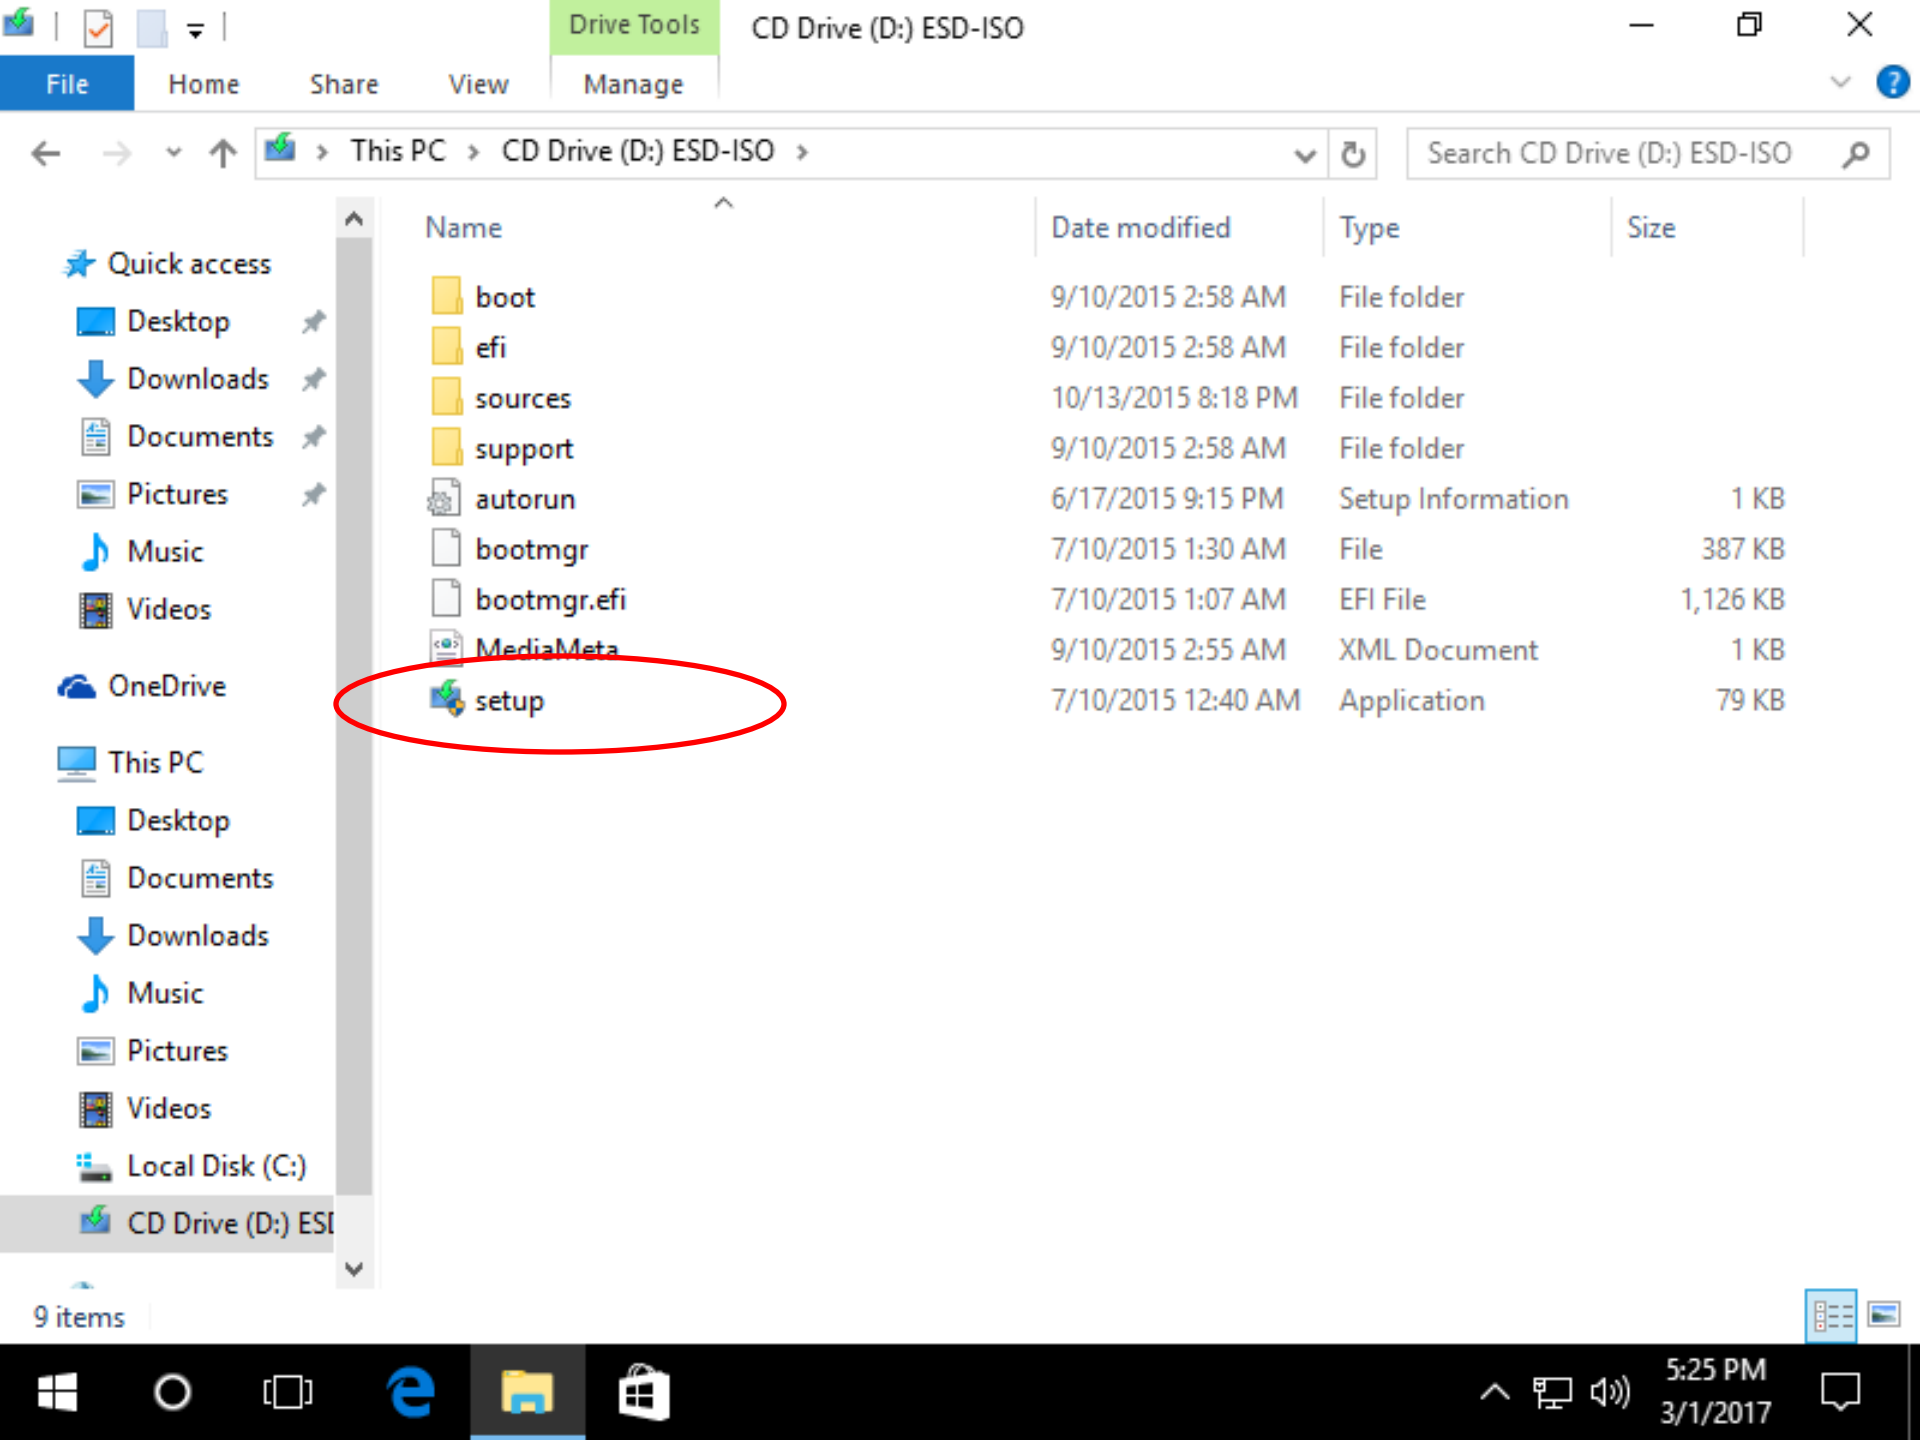 Drive Tools
CD Drive (D:) ESD-ISO
File
Home
Share
View
Manage
?
This PC
CD Drive (D:) ESD-ISO
Search CD Drive (D:) ESD-ISO
Name
Date modified
Type
Size
Quick access
Desktop
Downloads
Documents
Pictures
Music
Videos
OneDrive
This PC
Desktop
Documents
Downloads
Music
Pictures
Videos
Local Disk (C:)
CD Drive (D:) ESD
boot 9/10/2015 2:58 AM File folder
efi 9/10/2015 2:58 AM File folder
sources 10/13/2015 8:18 PM File folder
support 9/10/2015 2:58 AM File folder
autorun 6/17/2015 9:15 PM Setup Information 1 KB
bootmgr 7/10/2015 1:30 AM File 387 KB
bootmgr.efi 7/10/2015 1:07 AM EFI File 1,126 KB
MediaMeta 9/10/2015 2:55 AM XML Document 1 KB
setup 7/10/2015 12:40 AM Application 79 KB
9 items
5:25 PM
3/1/2017